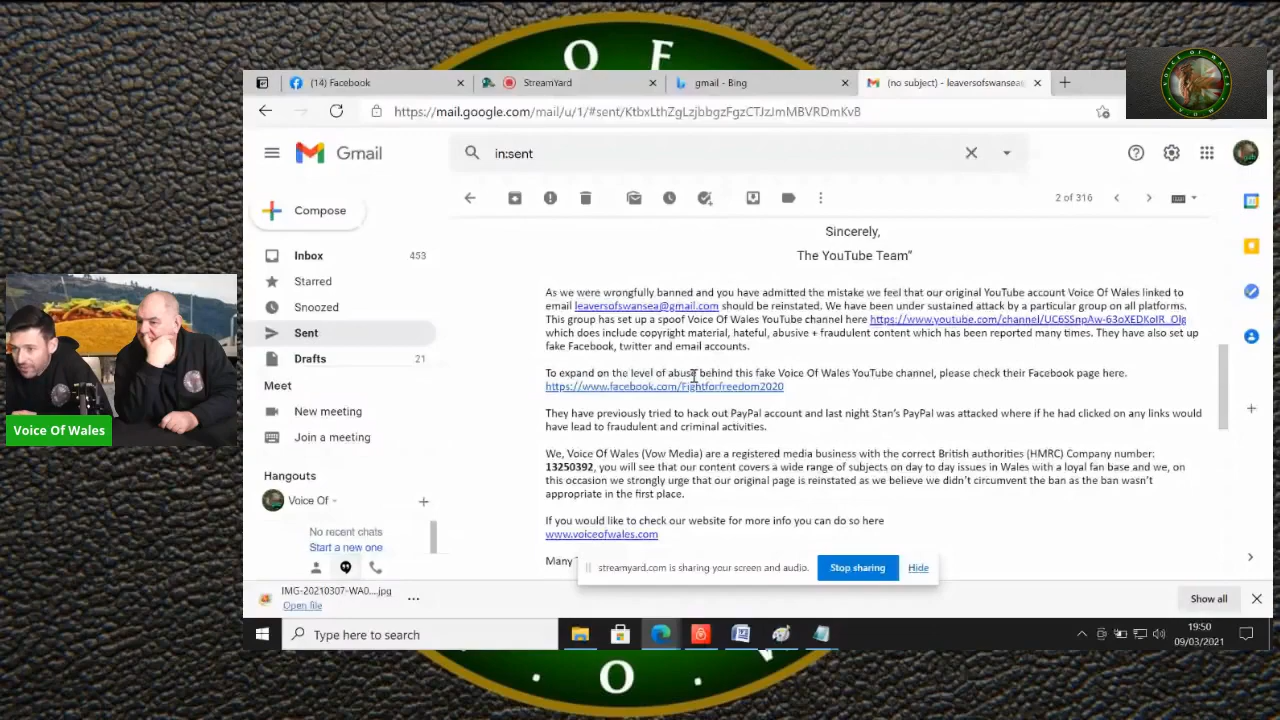 O F
VOICE OF
WALES
(14) Facebook
StreamYard
gmail - Bing
(no subject) - leaversofswansea
https://mail.google.com/mail/u/1/#sent/KtbxLthZgLzjbbgzFgzCTJzJmMBVRDmKvB
Gmail
in:sent
Compose
2 of 316
Inbox 453
Starred
Snoozed
Sent
Drafts 21
Meet
New meeting
Join a meeting
Hangouts
Voice Of
No recent chats
Start a new one
Sincerely,
The YouTube Team"
As we were wrongfully banned and you have admitted the mistake we feel that our original YouTube account Voice Of Wales linked to
email leaversofswansea@gmail.com should be reinstated. We have been under sustained attack by a particular group on all platforms.
This group has set up a spoof Voice Of Wales YouTube channel here https://www.youtube.com/channel/UC6SSnpAw-63oXEDKolR_OIg
which does include copyright material, hateful, abusive + fraudulent content which has been reported many times. They have also set up
fake Facebook, twitter and email accounts.
To expand on the level of abuse behind this fake Voice Of Wales YouTube channel, please check their Facebook page here.
https://www.facebook.com/Fightforfreedom2020
They have previously tried to hack out PayPal account and last night Stan's PayPal was attacked where if he had clicked on any links would
have lead to fraudulent and criminal activities.
We, Voice Of Wales (Vow Media) are a registered media business with the correct British authorities (HMRC) Company number:
13250392, you will see that our content covers a wide range of subjects on day to day issues in Wales with a loyal fan base and we, on
this occasion we strongly urge that our original page is reinstated as we believe we didn't circumvent the ban as the ban wasn't
appropriate in the first place.
If you would like to check our website for more info you can do so here
www.voiceofwales.com
Many
streamyard.com is sharing your screen and audio. Stop sharing Hide
Voice Of Wales
IMG-20210307-WA0....jpg
Open file
Show all
Type here to search
19:50
09/03/2021
O